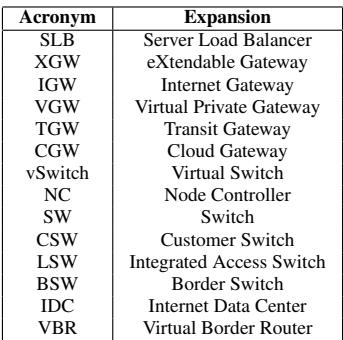 Acronym Expansion
SLB Server Load Balancer
XGW eXtendable Gateway
IGW Internet Gateway
VGW Virtual Private Gateway
TGW Transit Gateway
CGW Cloud Gateway
vSwitch Virtual Switch
NC Node Controller
SW Switch
CSW Customer Switch
LSW Integrated Access Switch
BSW Border Switch
IDC Internet Data Center
VBR Virtual Border Router